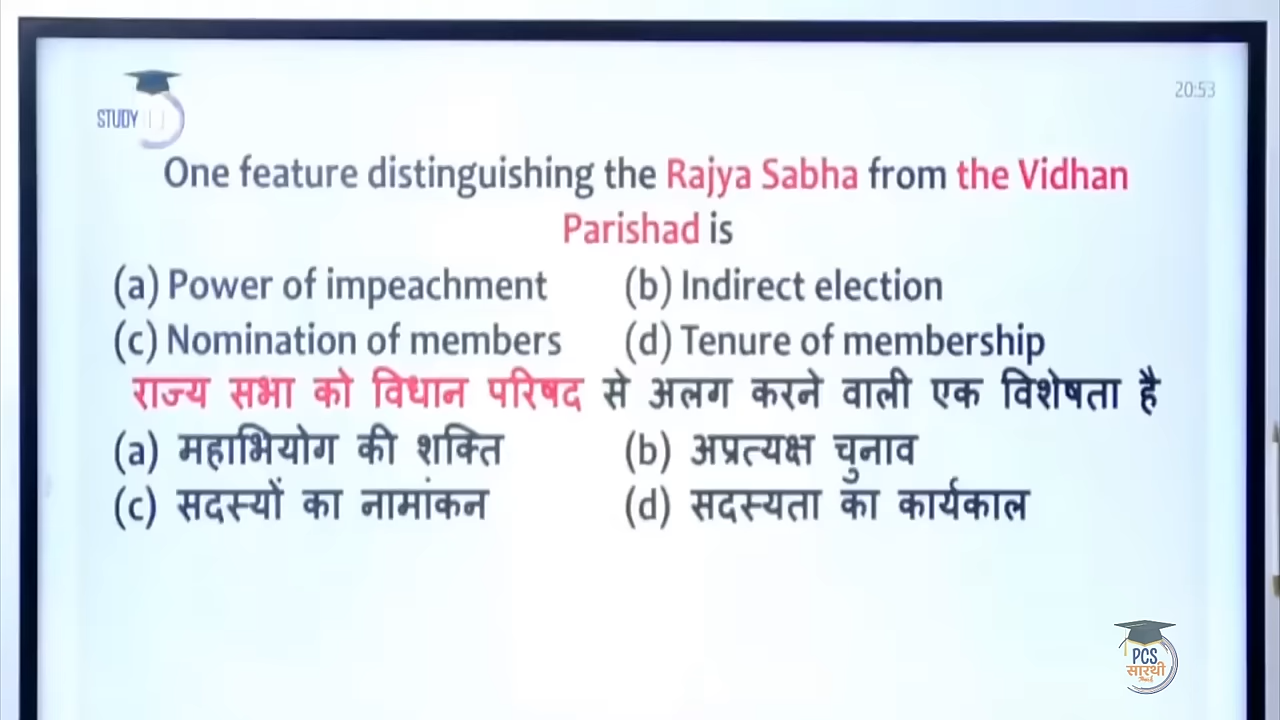 STUDY
20:53
One feature distinguishing the Rajya Sabha from the Vidhan
Parishad is
(a) Power of impeachment (b) Indirect election
(c) Nomination of members (d) Tenure of membership
राज्य सभा को विधान परिषद से अलग करने वाली एक विशेषता है
(a) महाभियोग की शक्ति (b) अप्रत्यक्ष चुनाव
(c) सदस्यों का नामांकन (d) सदस्यता का कार्यकाल
PCS
सारथी